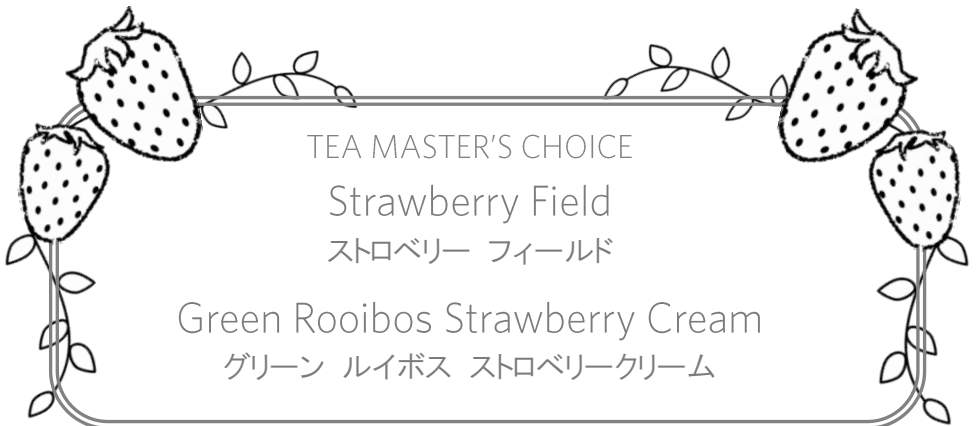 TEA MASTER’S CHOICE
Strawberry Field
ストロベリー フィールド
Green Rooibos Strawberry Cream
グリーン ルイボス ストロベリークリーム